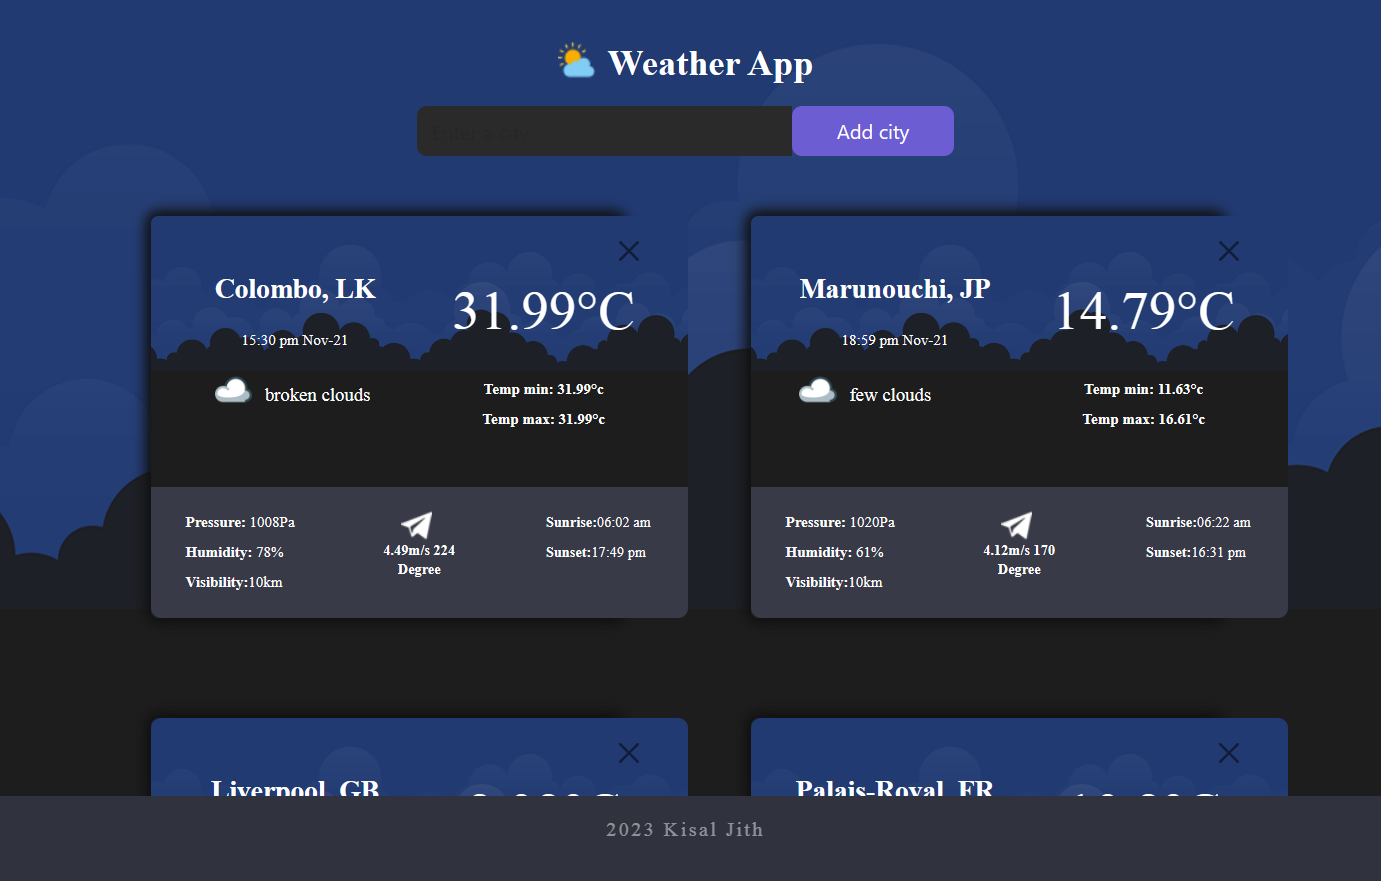 Weather App
Enter a city
Add city
Colombo, LK
31.99°C
15:30 pm Nov-21
broken clouds
Temp min: 31.99°c
Temp max: 31.99°c
Pressure: 1008Pa
Humidity: 78%
Visibility:10km
4.49m/s 224
Degree
Sunrise:06:02 am
Sunset:17:49 pm
Marunouchi, JP
14.79°C
18:59 pm Nov-21
few clouds
Temp min: 11.63°c
Temp max: 16.61°c
Pressure: 1020Pa
Humidity: 61%
Visibility:10km
4.12m/s 170
Degree
Sunrise:06:22 am
Sunset:16:31 pm
Liverpool, GB
Palais-Royal, FR
2023 Kisal Jith